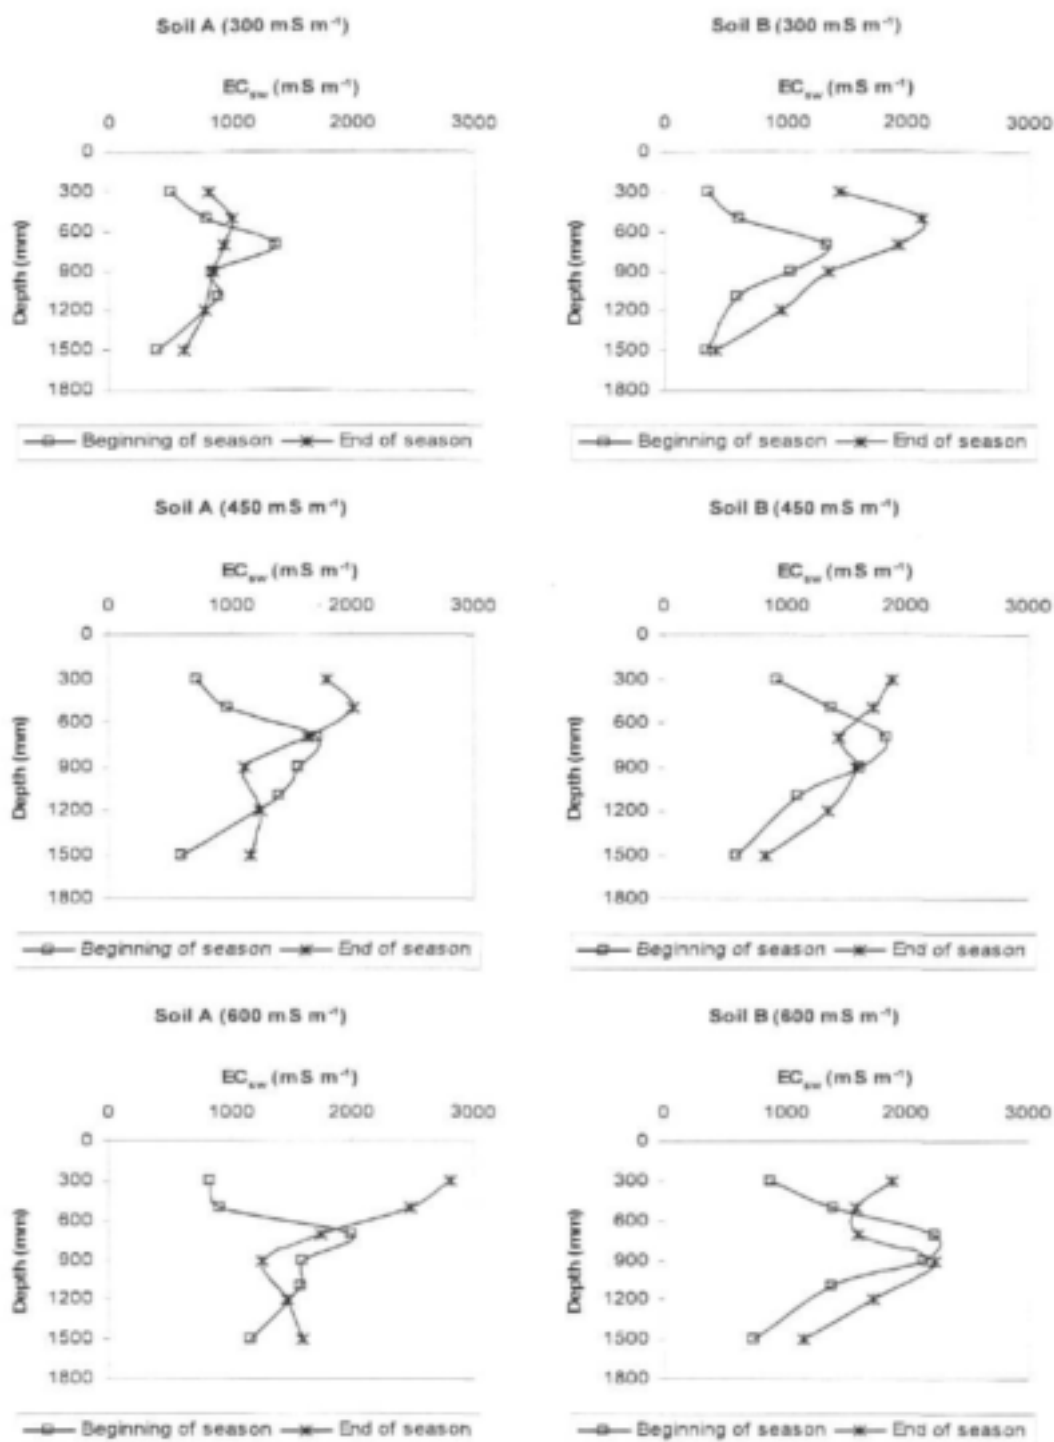 Soil A (300 mS m⁻¹)
EC_sw (mS m⁻¹)
0 1000 2000 3000
0
300
600
900
1200
1500
1800
Depth (mm)
Beginning of season End of season
Soil B (300 mS m⁻¹)
EC_sw (mS m⁻¹)
0 1000 2000 3000
0
300
600
900
1200
1500
1800
Depth (mm)
Beginning of season End of season
Soil A (450 mS m⁻¹)
EC_sw (mS m⁻¹)
0 1000 2000 3000
0
300
600
900
1200
1500
1800
Depth (mm)
Beginning of season End of season
Soil B (450 mS m⁻¹)
EC_sw (mS m⁻¹)
0 1000 2000 3000
0
300
600
900
1200
1500
1800
Depth (mm)
Beginning of season End of season
Soil A (600 mS m⁻¹)
EC_sw (mS m⁻¹)
0 1000 2000 3000
0
300
600
900
1200
1500
1800
Depth (mm)
Beginning of season End of season
Soil B (600 mS m⁻¹)
EC_sw (mS m⁻¹)
0 1000 2000 3000
0
300
600
900
1200
1500
1800
Depth (mm)
Beginning of season End of season